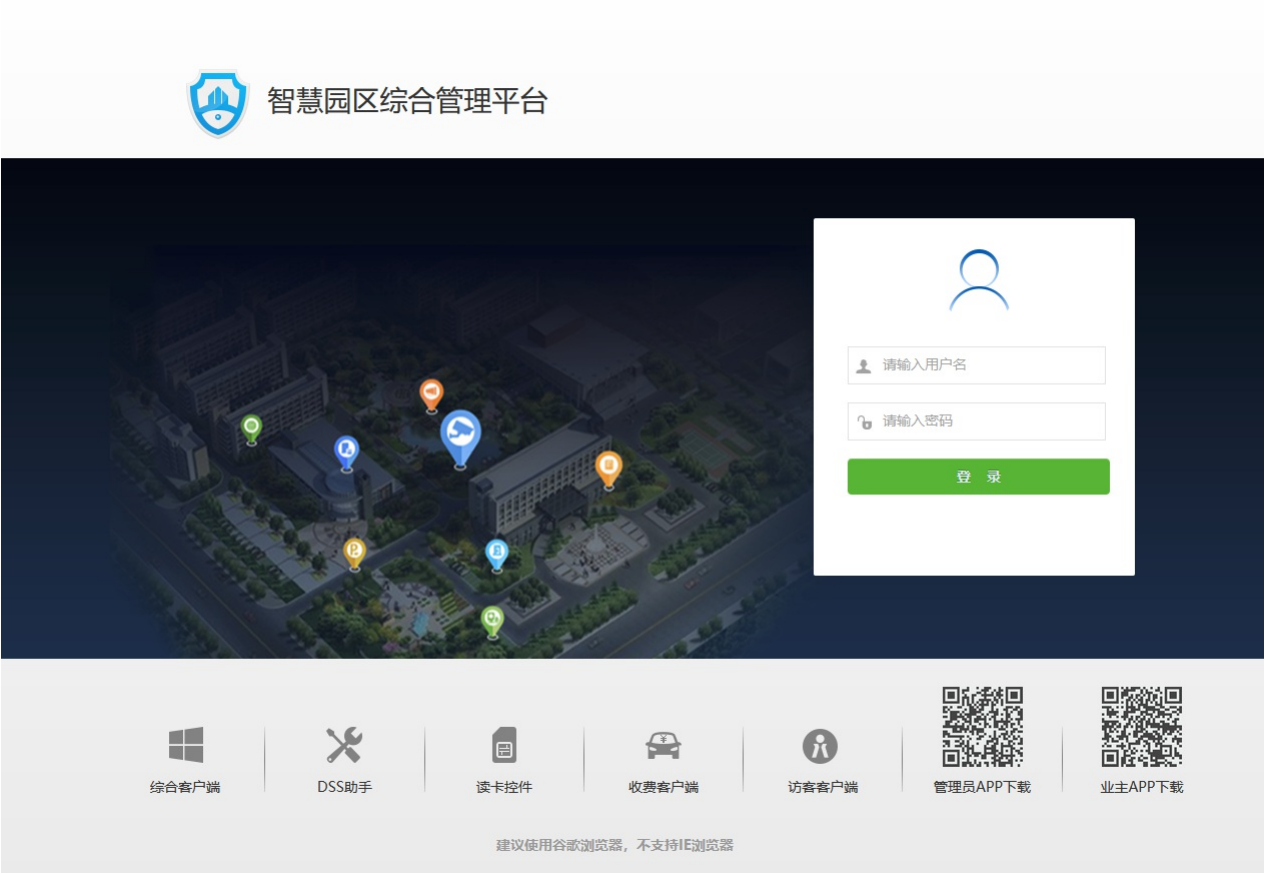 智慧园区综合管理平台
请输入用户名
请输入密码
登 录
综合客户端
DSS助手
读卡控件
收费客户端
访客客户端
管理员APP下载
业主APP下载
建议使用谷歌浏览器，不支持IE浏览器